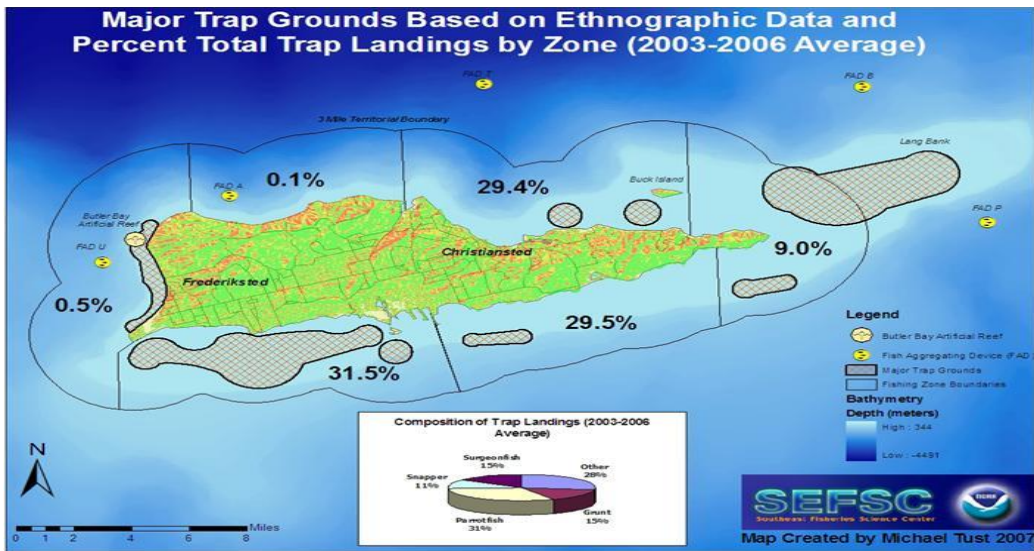 Major Trap Grounds Based on Ethnographic Data and
Percent Total Trap Landings by Zone (2003-2006 Average)
FAD T
FAD B
3 Mile Territorial Boundary
Lang Bank
0.1%
29.4%
Buck Island
FAD A
Butler Bay
Artificial Reef
FAD P
FAD U
Christiansted
9.0%
Frederiksted
0.5%
29.5%
31.5%
Legend
Butler Bay Artificial Reef
Fish Aggregating Device (FAD
Major Trap Grounds
Fishing Zone Boundaries
Bathymetry
Depth (meters)
High : 344
Low : -4491
Composition of Trap Landings (2003-2006
Average)
Surgeonfish
15%
Other
28%
Snapper
11%
Grunt
15%
Parrotfish
31%
N
Miles
0 1 2 4 6 8
SEFSC
Southeast Fisheries Science Center
NOAA
Map Created by Michael Tust 2007